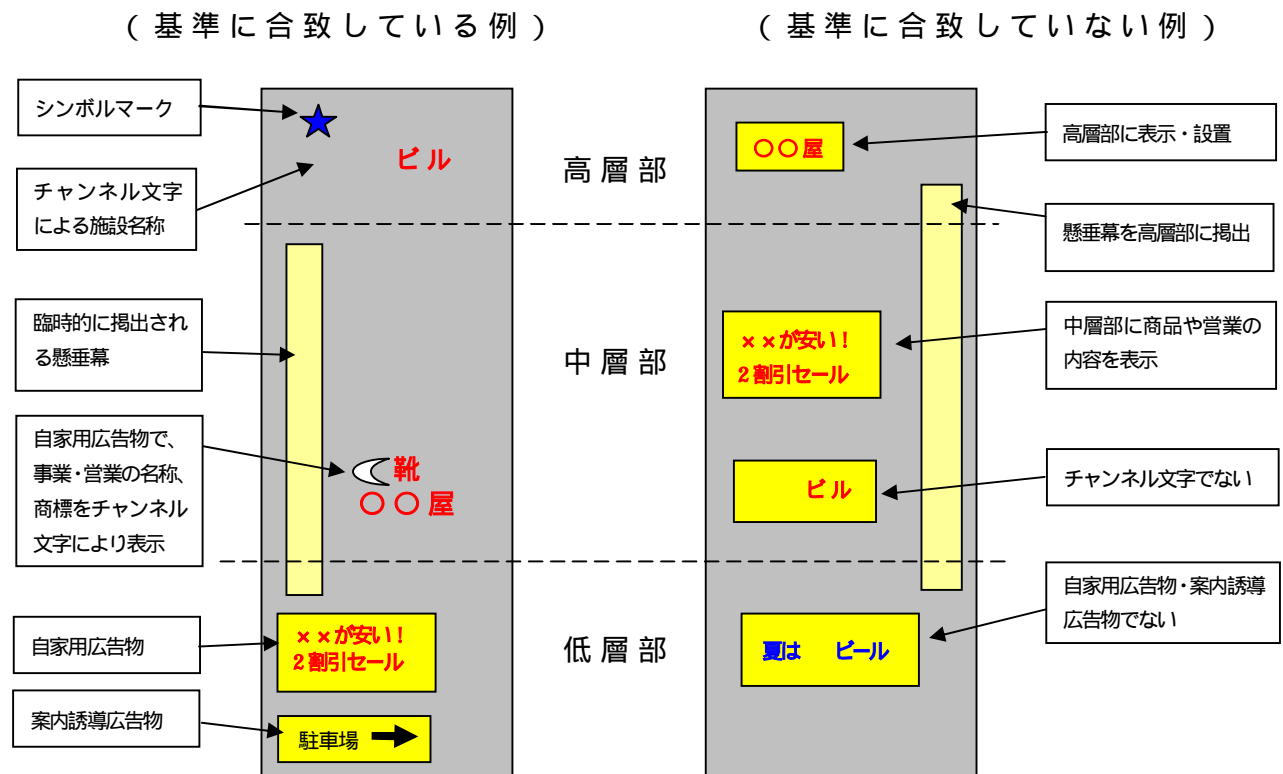 （基準に合致している例）
（基準に合致していない例）
シンボルマーク
チャンネル文字
による施設名称
臨時的に掲出され
る懸垂幕
自家用広告物で、
事業・営業の名称、
商標をチャンネル
文字により表示
自家用広告物
案内誘導広告物
ビル
靴
〇〇屋
××が安い！
2割引セール
駐車場
高層部
中層部
低層部
〇〇屋
××が安い！
2割引セール
ビル
夏は　ビール
高層部に表示・設置
懸垂幕を高層部に掲出
中層部に商品や営業の
内容を表示
チャンネル文字でない
自家用広告物・案内誘導
広告物でない